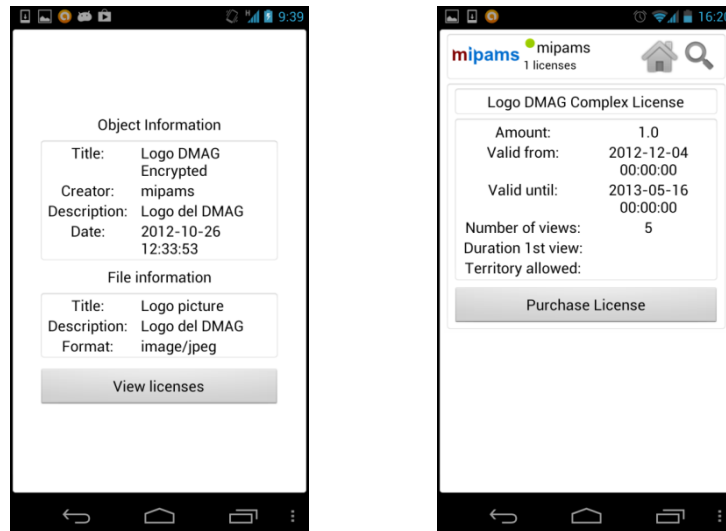 H 9:39
Object Information
Title: Logo DMAG
Encrypted
Creator: mipams
Description: Logo del DMAG
Date: 2012-10-26
12:33:53
File information
Title: Logo picture
Description: Logo del DMAG
Format: image/jpeg
View licenses
16:20
mipams mipams
1 licenses
Logo DMAG Complex License
Amount: 1.0
Valid from: 2012-12-04
00:00:00
Valid until: 2013-05-16
00:00:00
Number of views: 5
Duration 1st view:
Territory allowed:
Purchase License